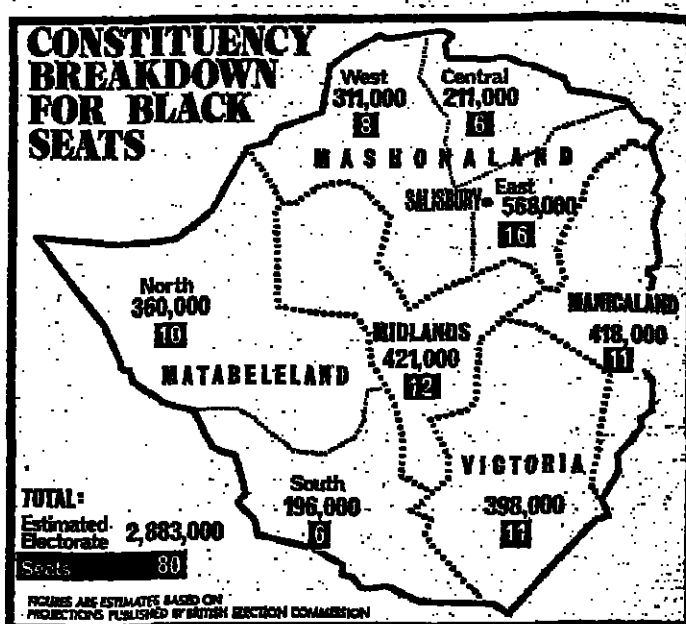 CONSTITUENCY
BREAKDOWN
FOR BLACK
SEATS
West
311,000
8
Central
211,000
6
MASHONALAND
SALISBURY
East
568,000
16
North
360,000
10
MATABELELAND
MIDLANDS
421,000
12
MANICALAND
418,000
11
VICTORIA
398,000
11
South
196,000
6
TOTAL:
Estimated
Electorate 2,883,000
Seats 80
FIGURES ARE ESTIMATES BASED ON
PROJECTIONS PUBLISHED BY BRITISH ELECTION COMMISSION